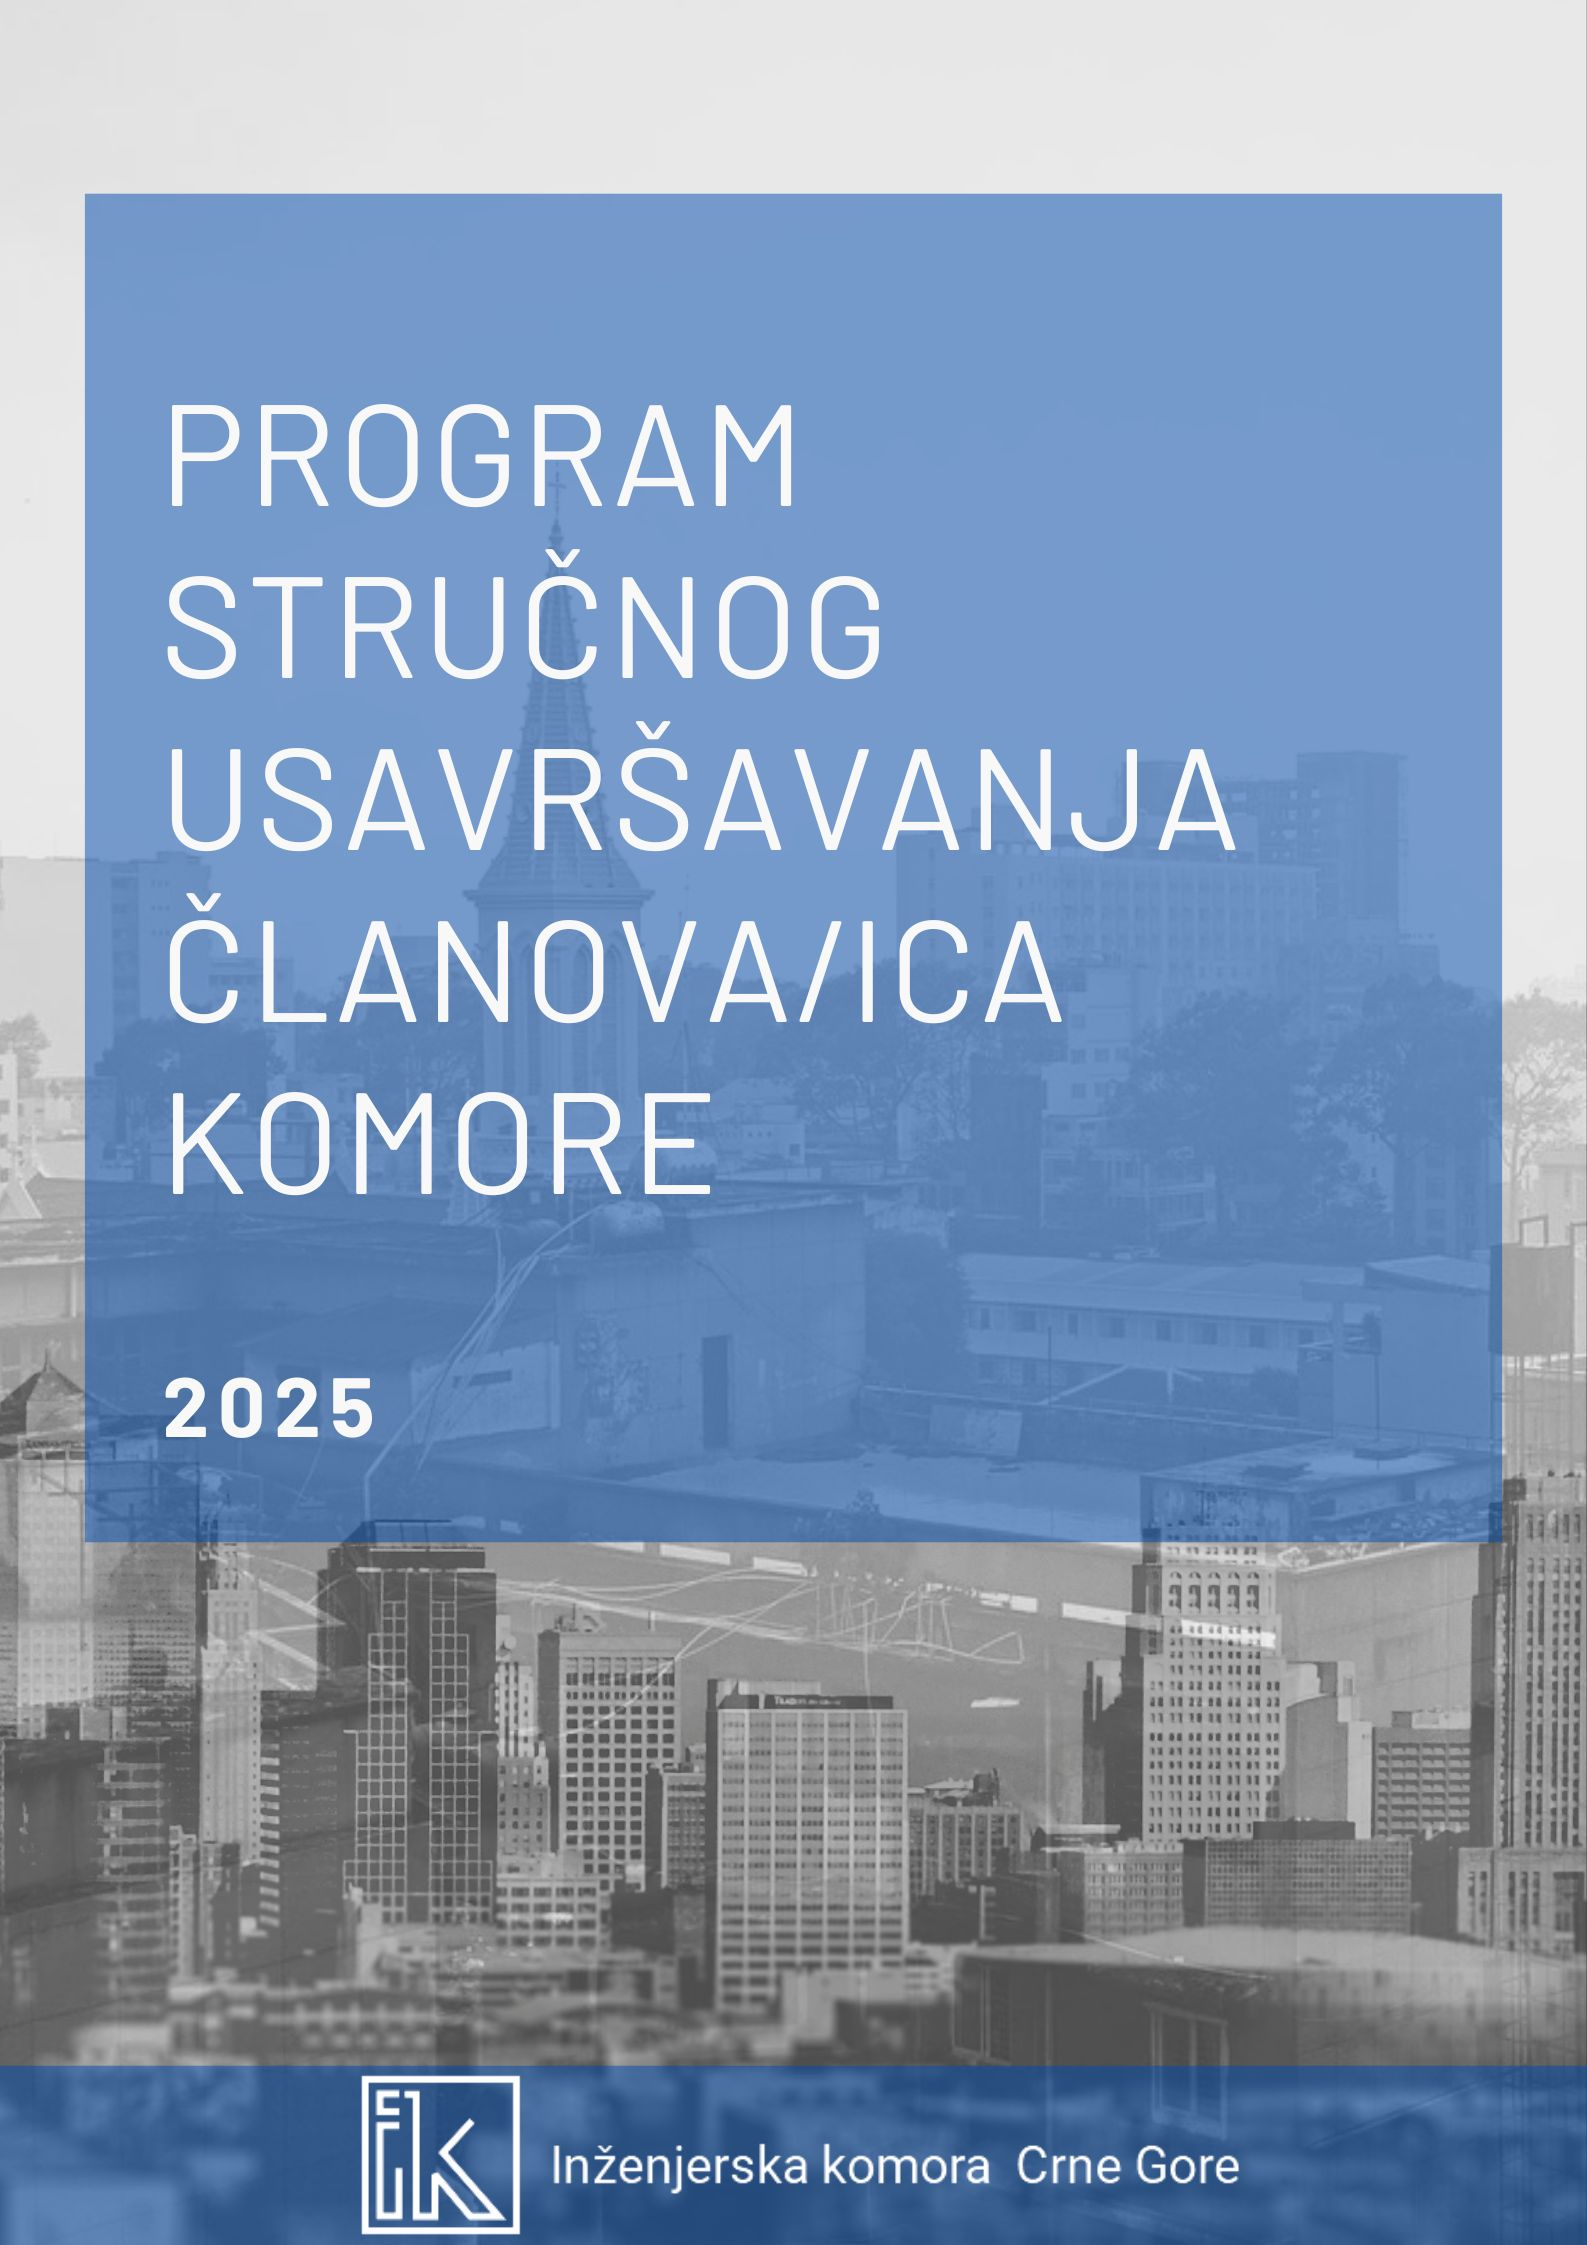 PROGRAM
STRUČNOG
USAVRŠAVANJA
ČLANOVA/ICA
KOMORE
2025
Inženjerska komora Crne Gore